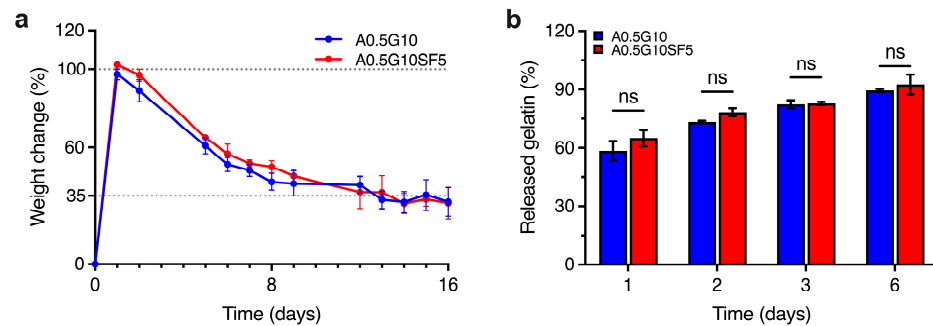 a
Weight change (%)
120
100
60
35
0
0
8
16
Time (days)
A0.5G10
A0.5G10SF5
b
Released gelatin (%)
120
90
60
30
0
A0.5G10
A0.5G10SF5
ns
ns
ns
ns
1
2
3
6
Time (days)